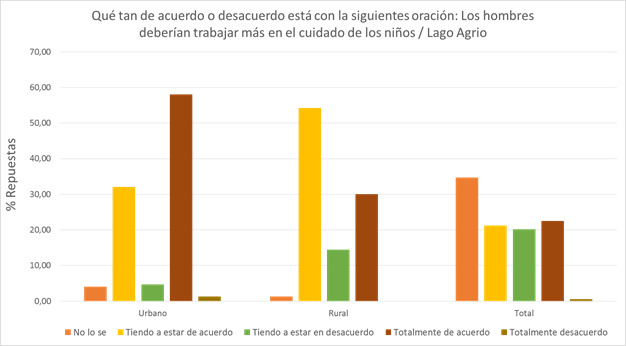 Qué tan de acuerdo o desacuerdo está con la siguientes oración: Los hombres
deberían trabajar más en el cuidado de los niños / Lago Agrio
70,00
60,00
50,00
40,00
30,00
20,00
10,00
0,00
% Repuestas
Urbano Rural Total
No lo se Tiendo a estar de acuerdo Tiendo a estar en desacuerdo Totalmente de acuerdo Totalmente desacuerdo